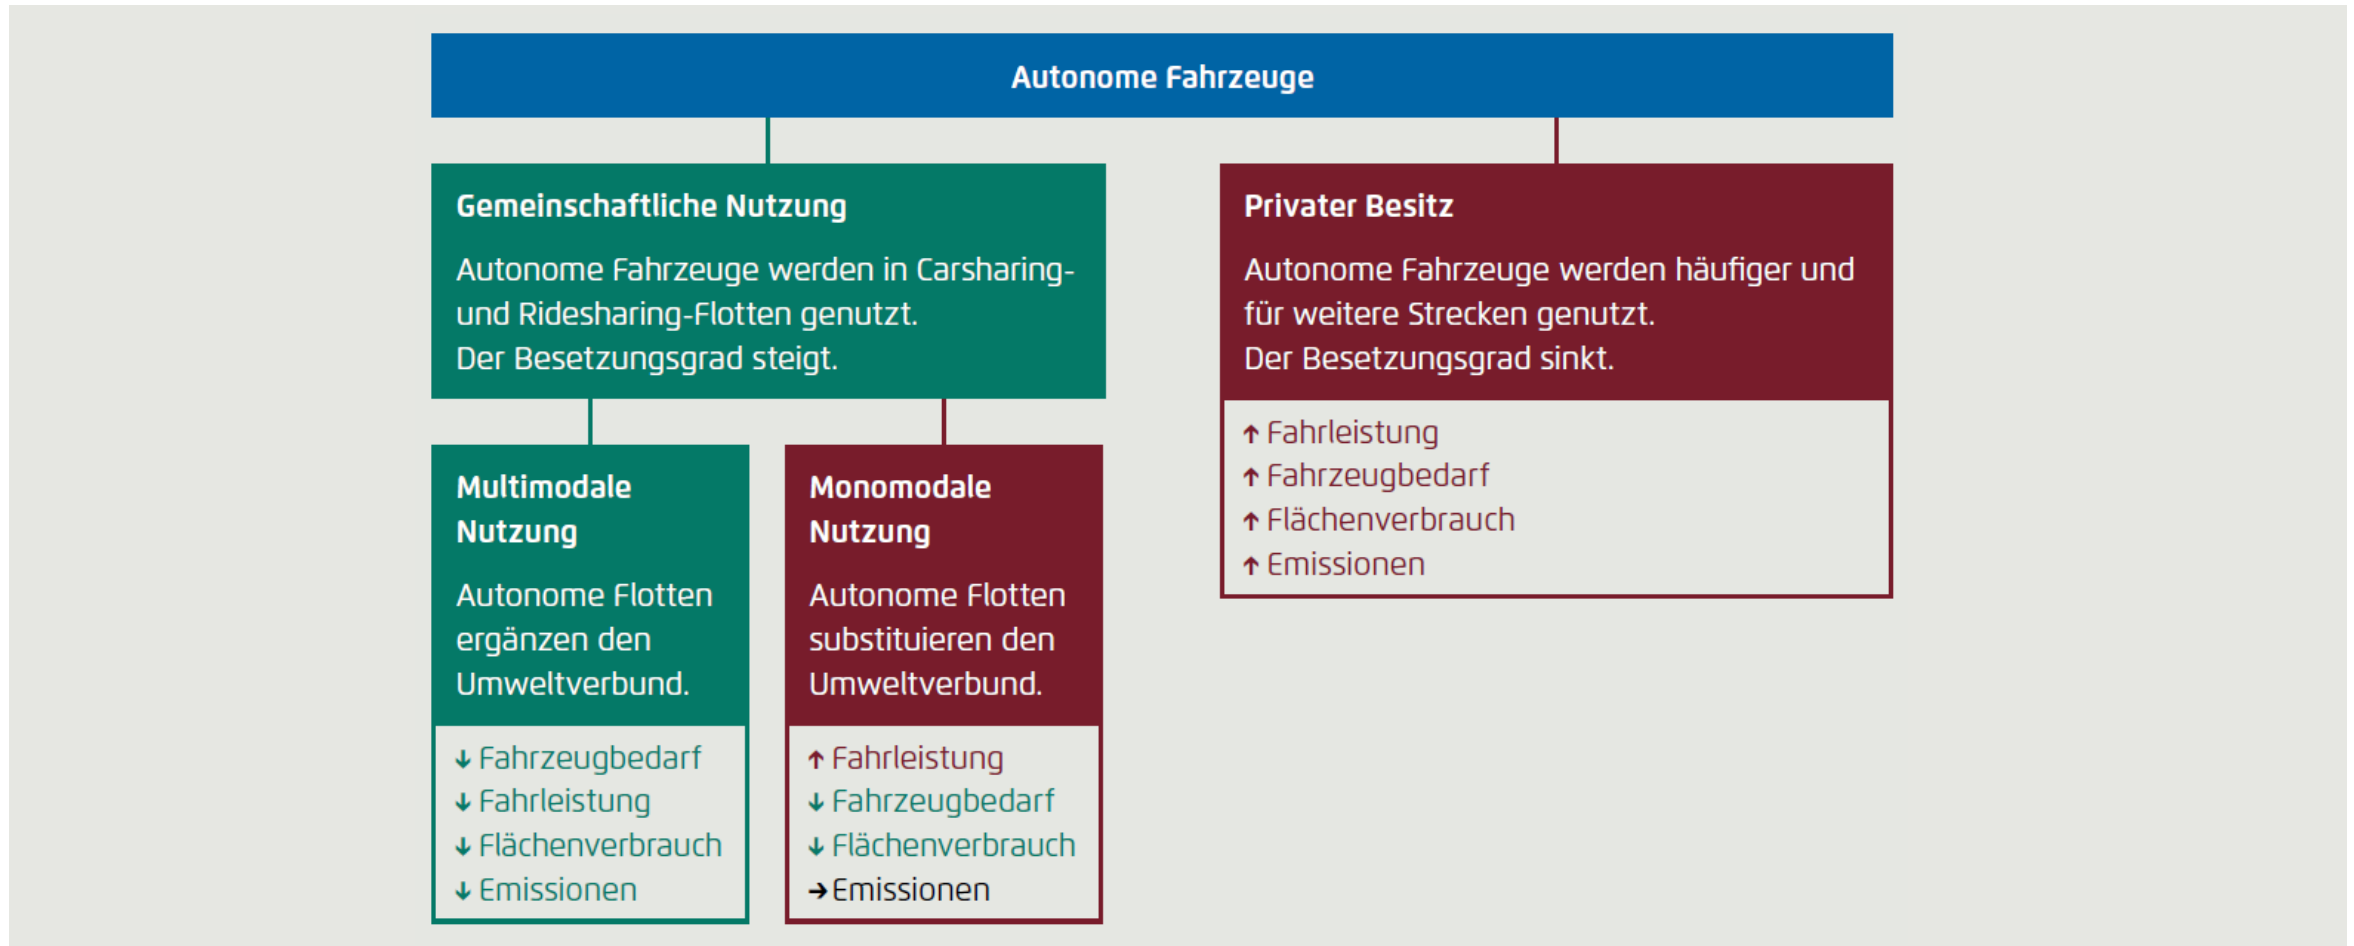 Autonome Fahrzeuge
Gemeinschaftliche Nutzung
Autonome Fahrzeuge werden in Carsharing-
und Ridesharing-Flotten genutzt.
Der Besetzungsgrad steigt.
Privater Besitz
Autonome Fahrzeuge werden häufiger und
für weitere Strecken genutzt.
Der Besetzungsgrad sinkt.
↑ Fahrleistung
↑ Fahrzeugbedarf
↑ Flächenverbrauch
↑ Emissionen
Multimodale
Nutzung
Autonome Flotten
ergänzen den
Umweltverbund.
↓ Fahrzeugbedarf
↓ Fahrleistung
↓ Flächenverbrauch
↓ Emissionen
Monomodale
Nutzung
Autonome Flotten
substituieren den
Umweltverbund.
↑ Fahrleistung
↓ Fahrzeugbedarf
↓ Flächenverbrauch
→ Emissionen